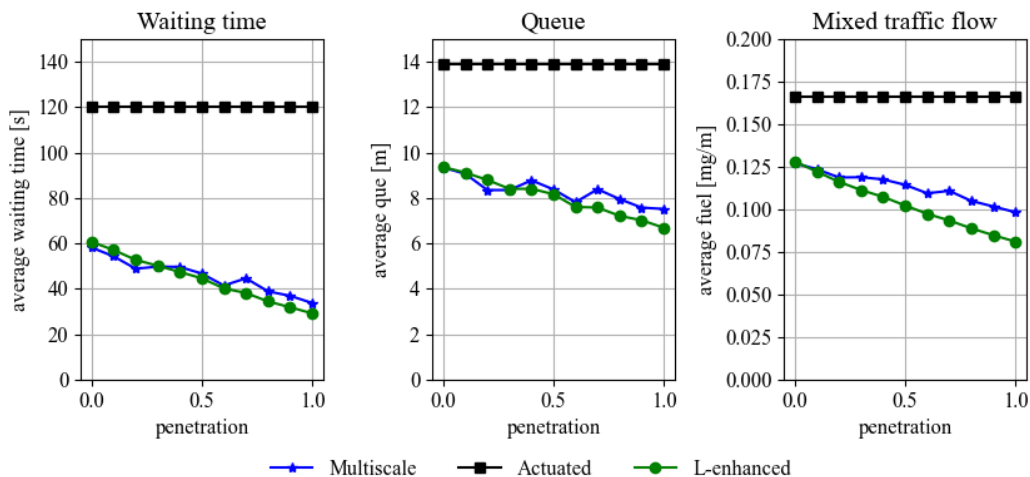 Waiting time
average waiting time [s]
140
120
100
80
60
40
20
0
0.0
0.5
1.0
penetration
Queue
average que [m]
14
12
10
8
6
4
2
0
0.0
0.5
1.0
penetration
Mixed traffic flow
average fuel [mg/m]
0.200
0.175
0.150
0.125
0.100
0.075
0.050
0.025
0.000
0.0
0.5
1.0
penetration
Multiscale
Actuated
L-enhanced